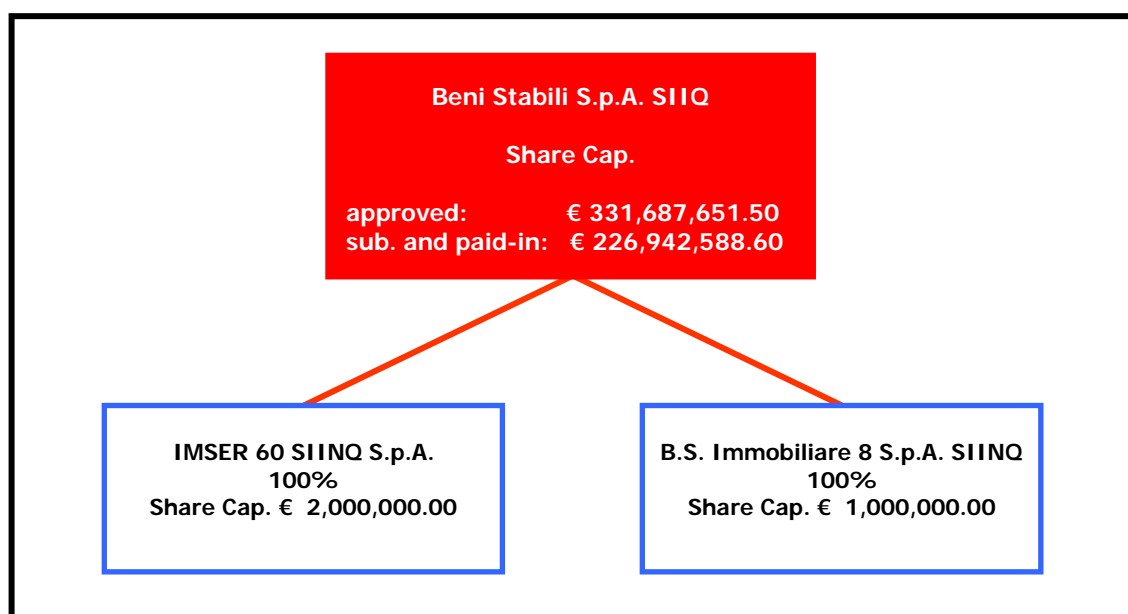 Beni Stabili S.p.A. SIIQ
Share Cap.
approved: € 331,687,651.50
sub. and paid-in: € 226,942,588.60
IMSER 60 SIINQ S.p.A.
100%
Share Cap. € 2,000,000.00
B.S. Immobiliare 8 S.p.A. SIINQ
100%
Share Cap. € 1,000,000.00